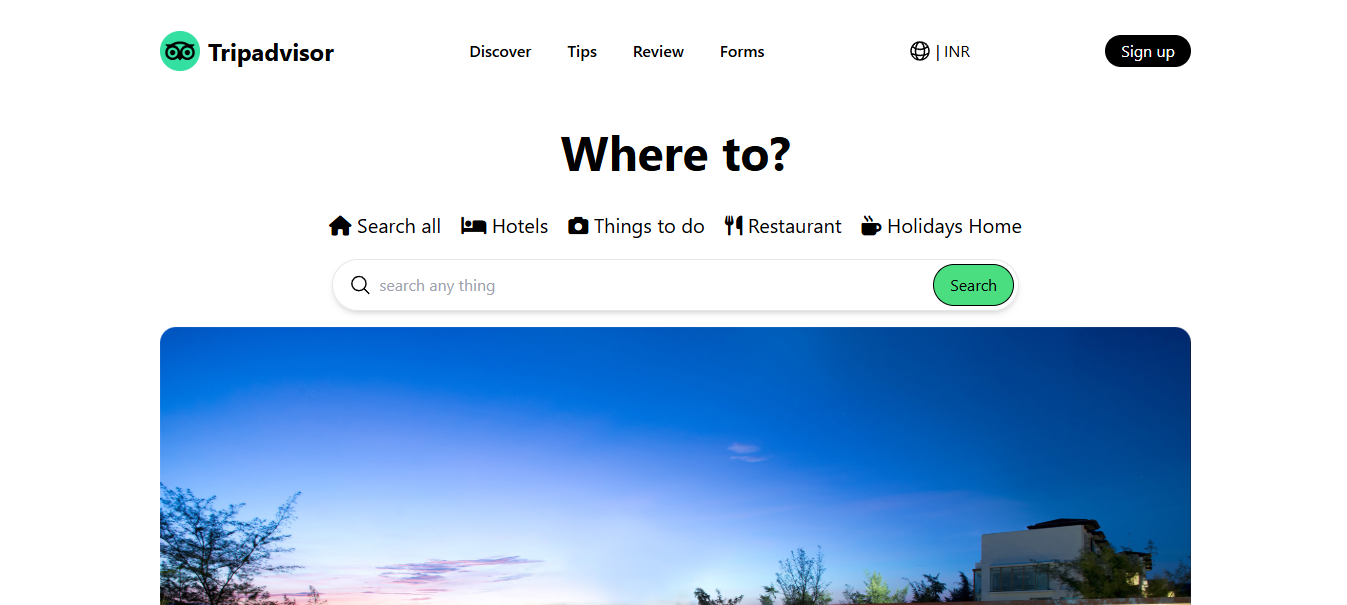 Tripadvisor Discover Tips Review Forms | INR Sign up
Where to?
Search all Hotels Things to do Restaurant Holidays Home
search any thing Search